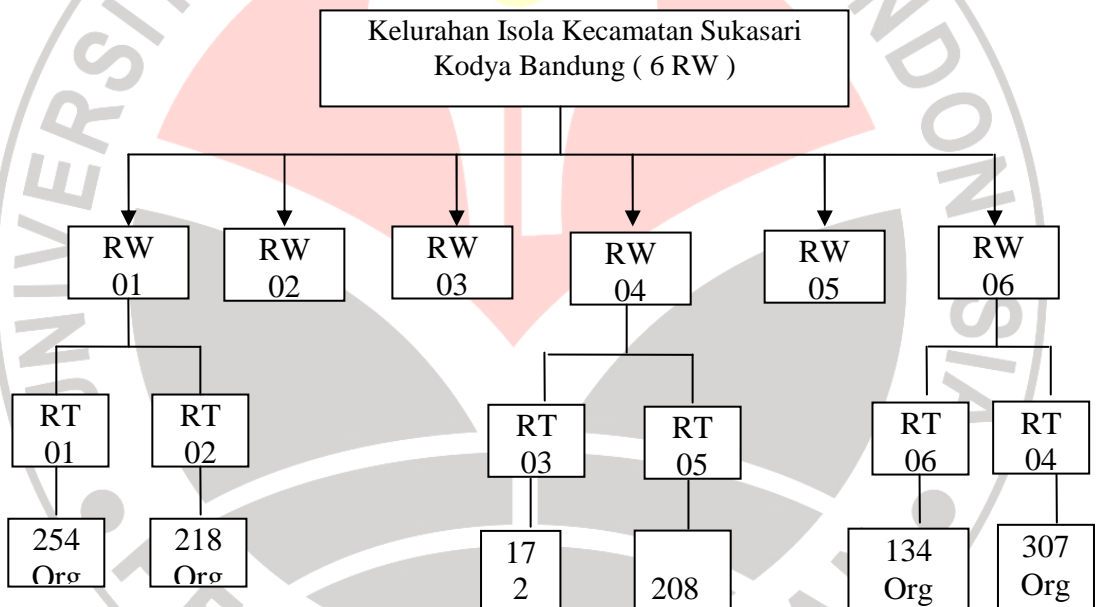 Kelurahan Isola Kecamatan Sukasari
Kodya Bandung ( 6 RW )
RW
01
RW
02
RW
03
RW
04
RW
05
RW
06
RT
01
RT
02
RT
03
RT
05
RT
06
RT
04
254
Org
218
Org
17
2
208
134
Org
307
Org